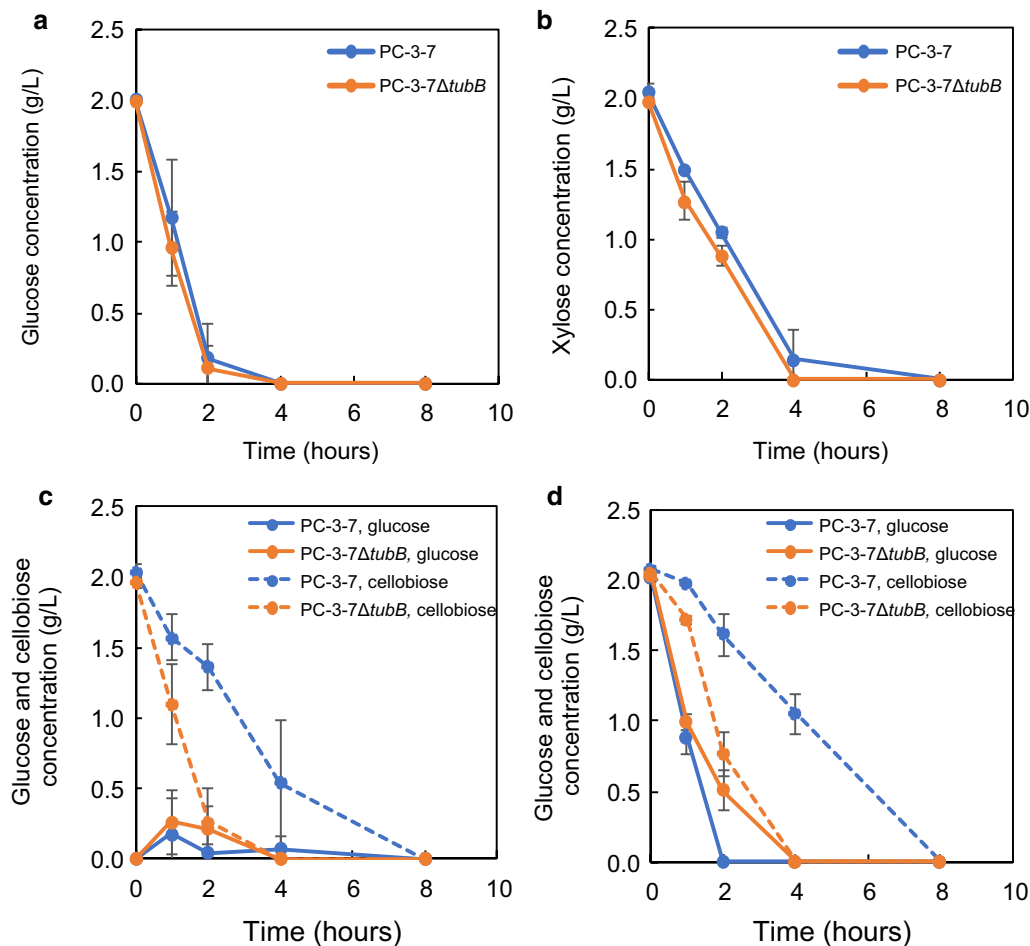 a
2.5
2.0
1.5
1.0
0.5
0.0
Glucose concentration (g/L)
PC-3-7
PC-3-7ΔtubB
0 2 4 6 8 10
Time (hours)
b
2.5
2.0
1.5
1.0
0.5
0.0
Xylose concentration (g/L)
PC-3-7
PC-3-7ΔtubB
0 2 4 6 8 10
Time (hours)
c
2.5
2.0
1.5
1.0
0.5
0.0
Glucose and cellobiose
concentration (g/L)
PC-3-7, glucose
PC-3-7ΔtubB, glucose
PC-3-7, cellobiose
PC-3-7ΔtubB, cellobiose
0 2 4 6 8 10
Time (hours)
d
2.5
2.0
1.5
1.0
0.5
0.0
Glucose and cellobiose
concentration (g/L)
PC-3-7, glucose
PC-3-7ΔtubB, glucose
PC-3-7, cellobiose
PC-3-7ΔtubB, cellobiose
0 2 4 6 8 10
Time (hours)